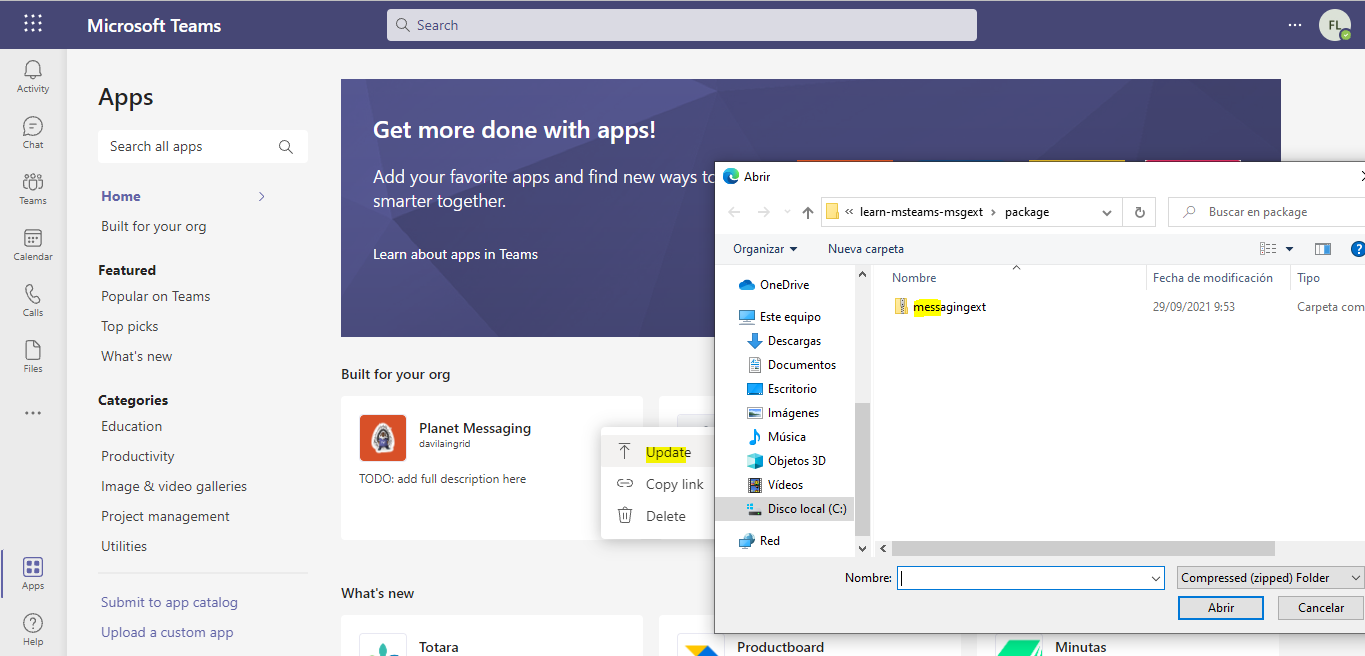 Microsoft Teams
Search
FL
Activity
Chat
Teams
Calendar
Calls
Files
Apps
Help
Apps
Search all apps
Home
Built for your org
Featured
Popular on Teams
Top picks
What's new
Categories
Education
Productivity
Image & video galleries
Project management
Utilities
Submit to app catalog
Upload a custom app
Get more done with apps!
Add your favorite apps and find new ways to
smarter together.
Learn about apps in Teams
Built for your org
Planet Messaging
davilaingrid
TODO: add full description here
Update
Copy link
Delete
What's new
Totara
Productboard
Minutas
Abrir
« learn-msteams-msgext › package
Buscar en package
Organizar
Nueva carpeta
OneDrive
Este equipo
Descargas
Documentos
Escritorio
Imágenes
Música
Objetos 3D
Vídeos
Disco local (C:)
Red
Nombre
Fecha de modificación
Tipo
messagingext
29/09/2021 9:53
Carpeta com
Nombre:
Compressed (zipped) Folder
Abrir
Cancelar